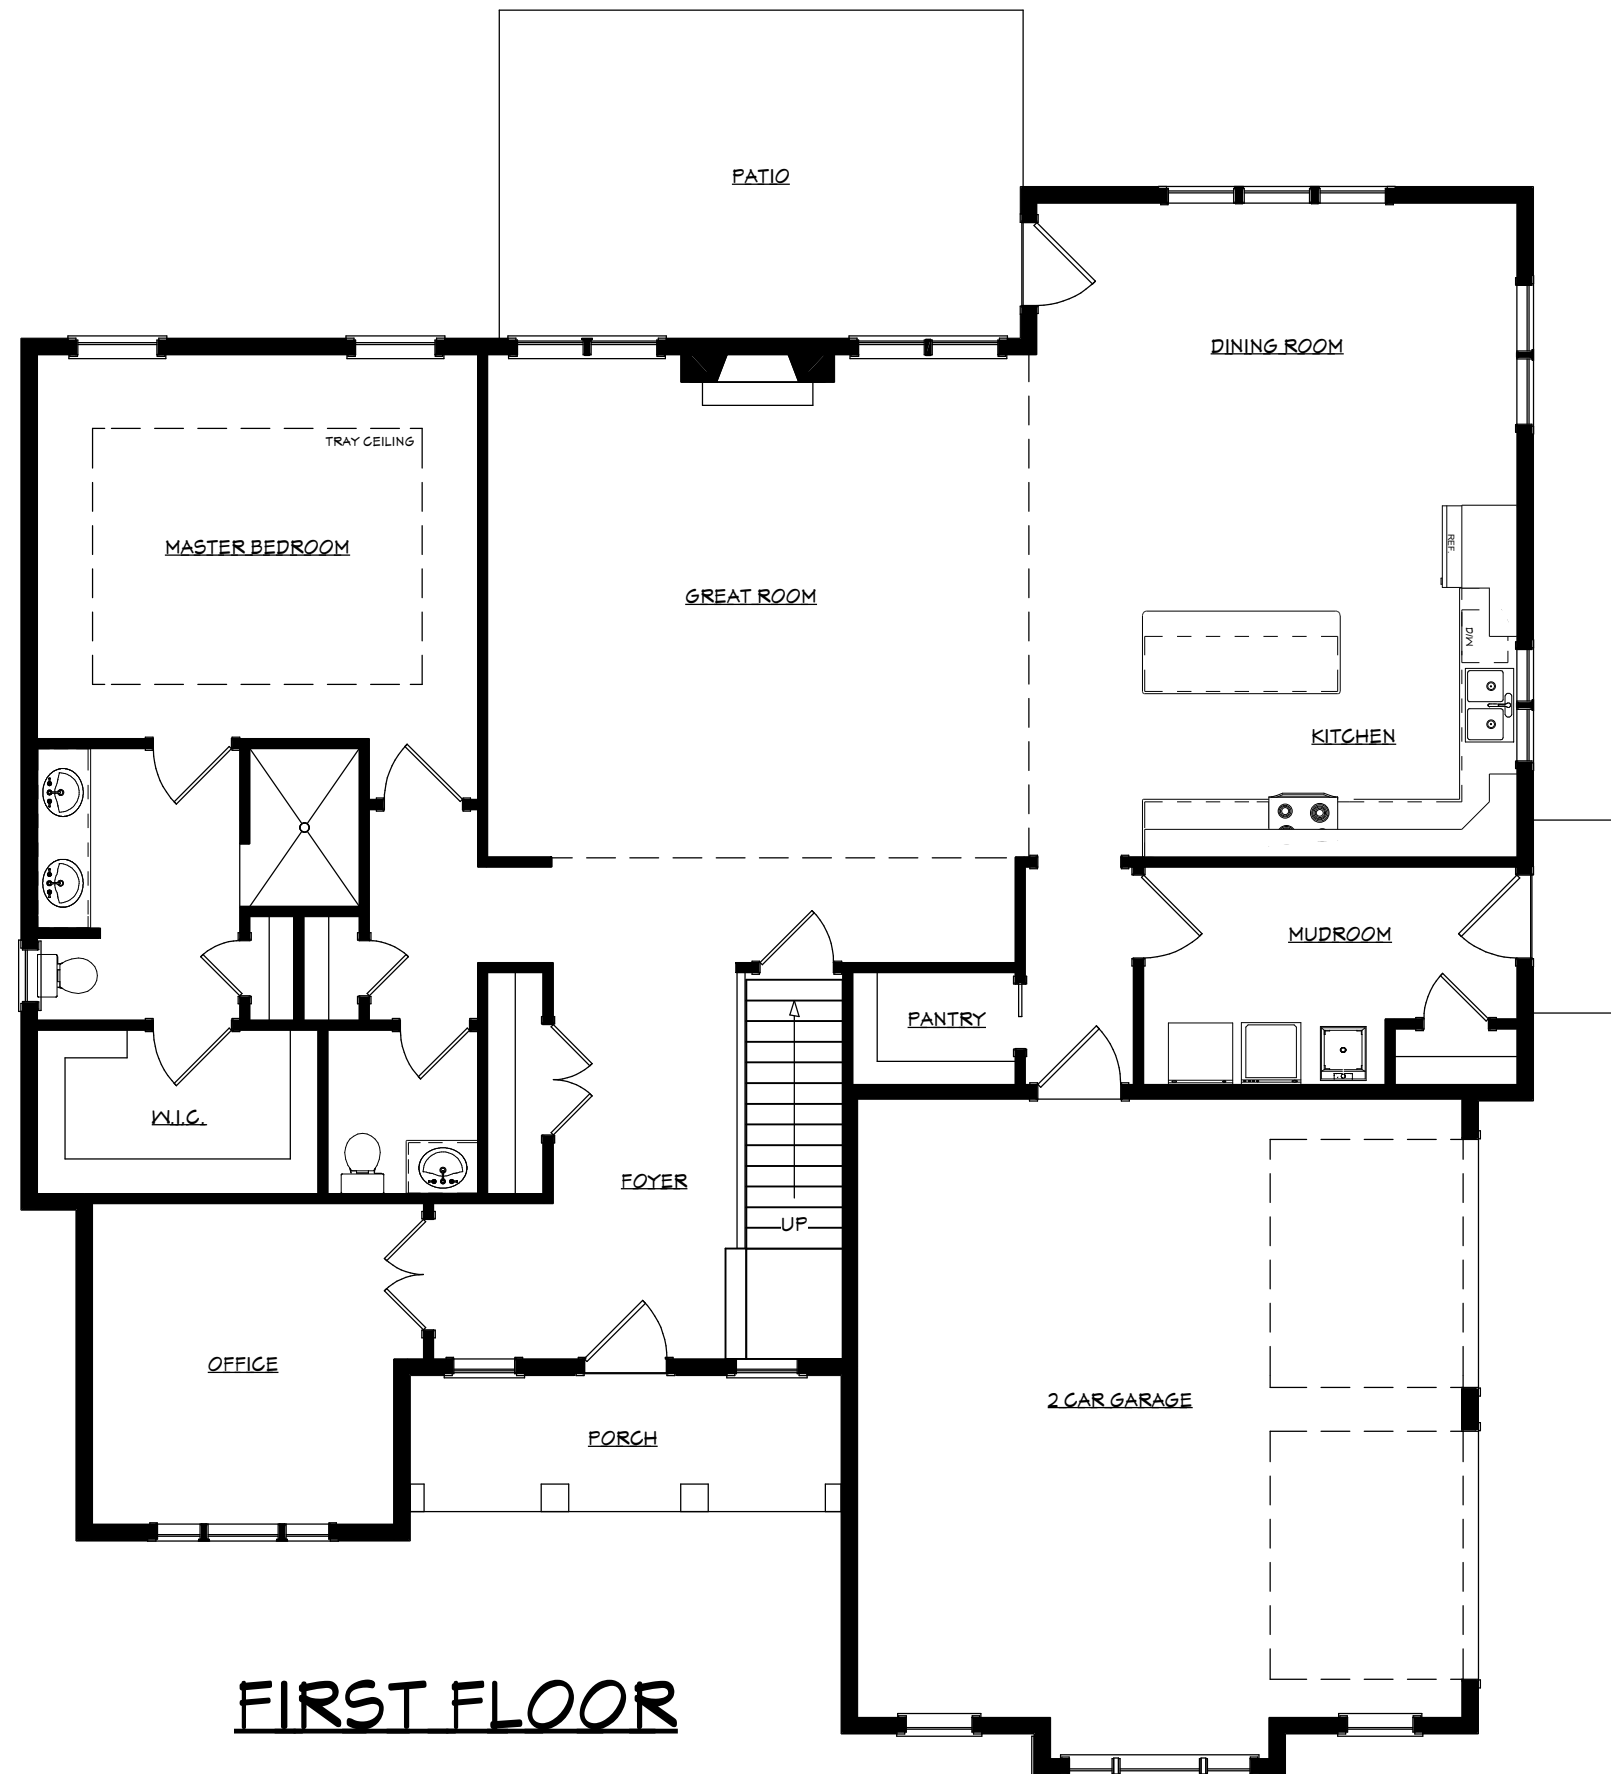 PATIO
DINING ROOM
TRAY CEILING
MASTER BEDROOM
REF.
GREAT ROOM
D/W
KITCHEN
MUDROOM
PANTRY
W.I.C.
FOYER
UP
OFFICE
2 CAR GARAGE
PORCH
FIRST FLOOR